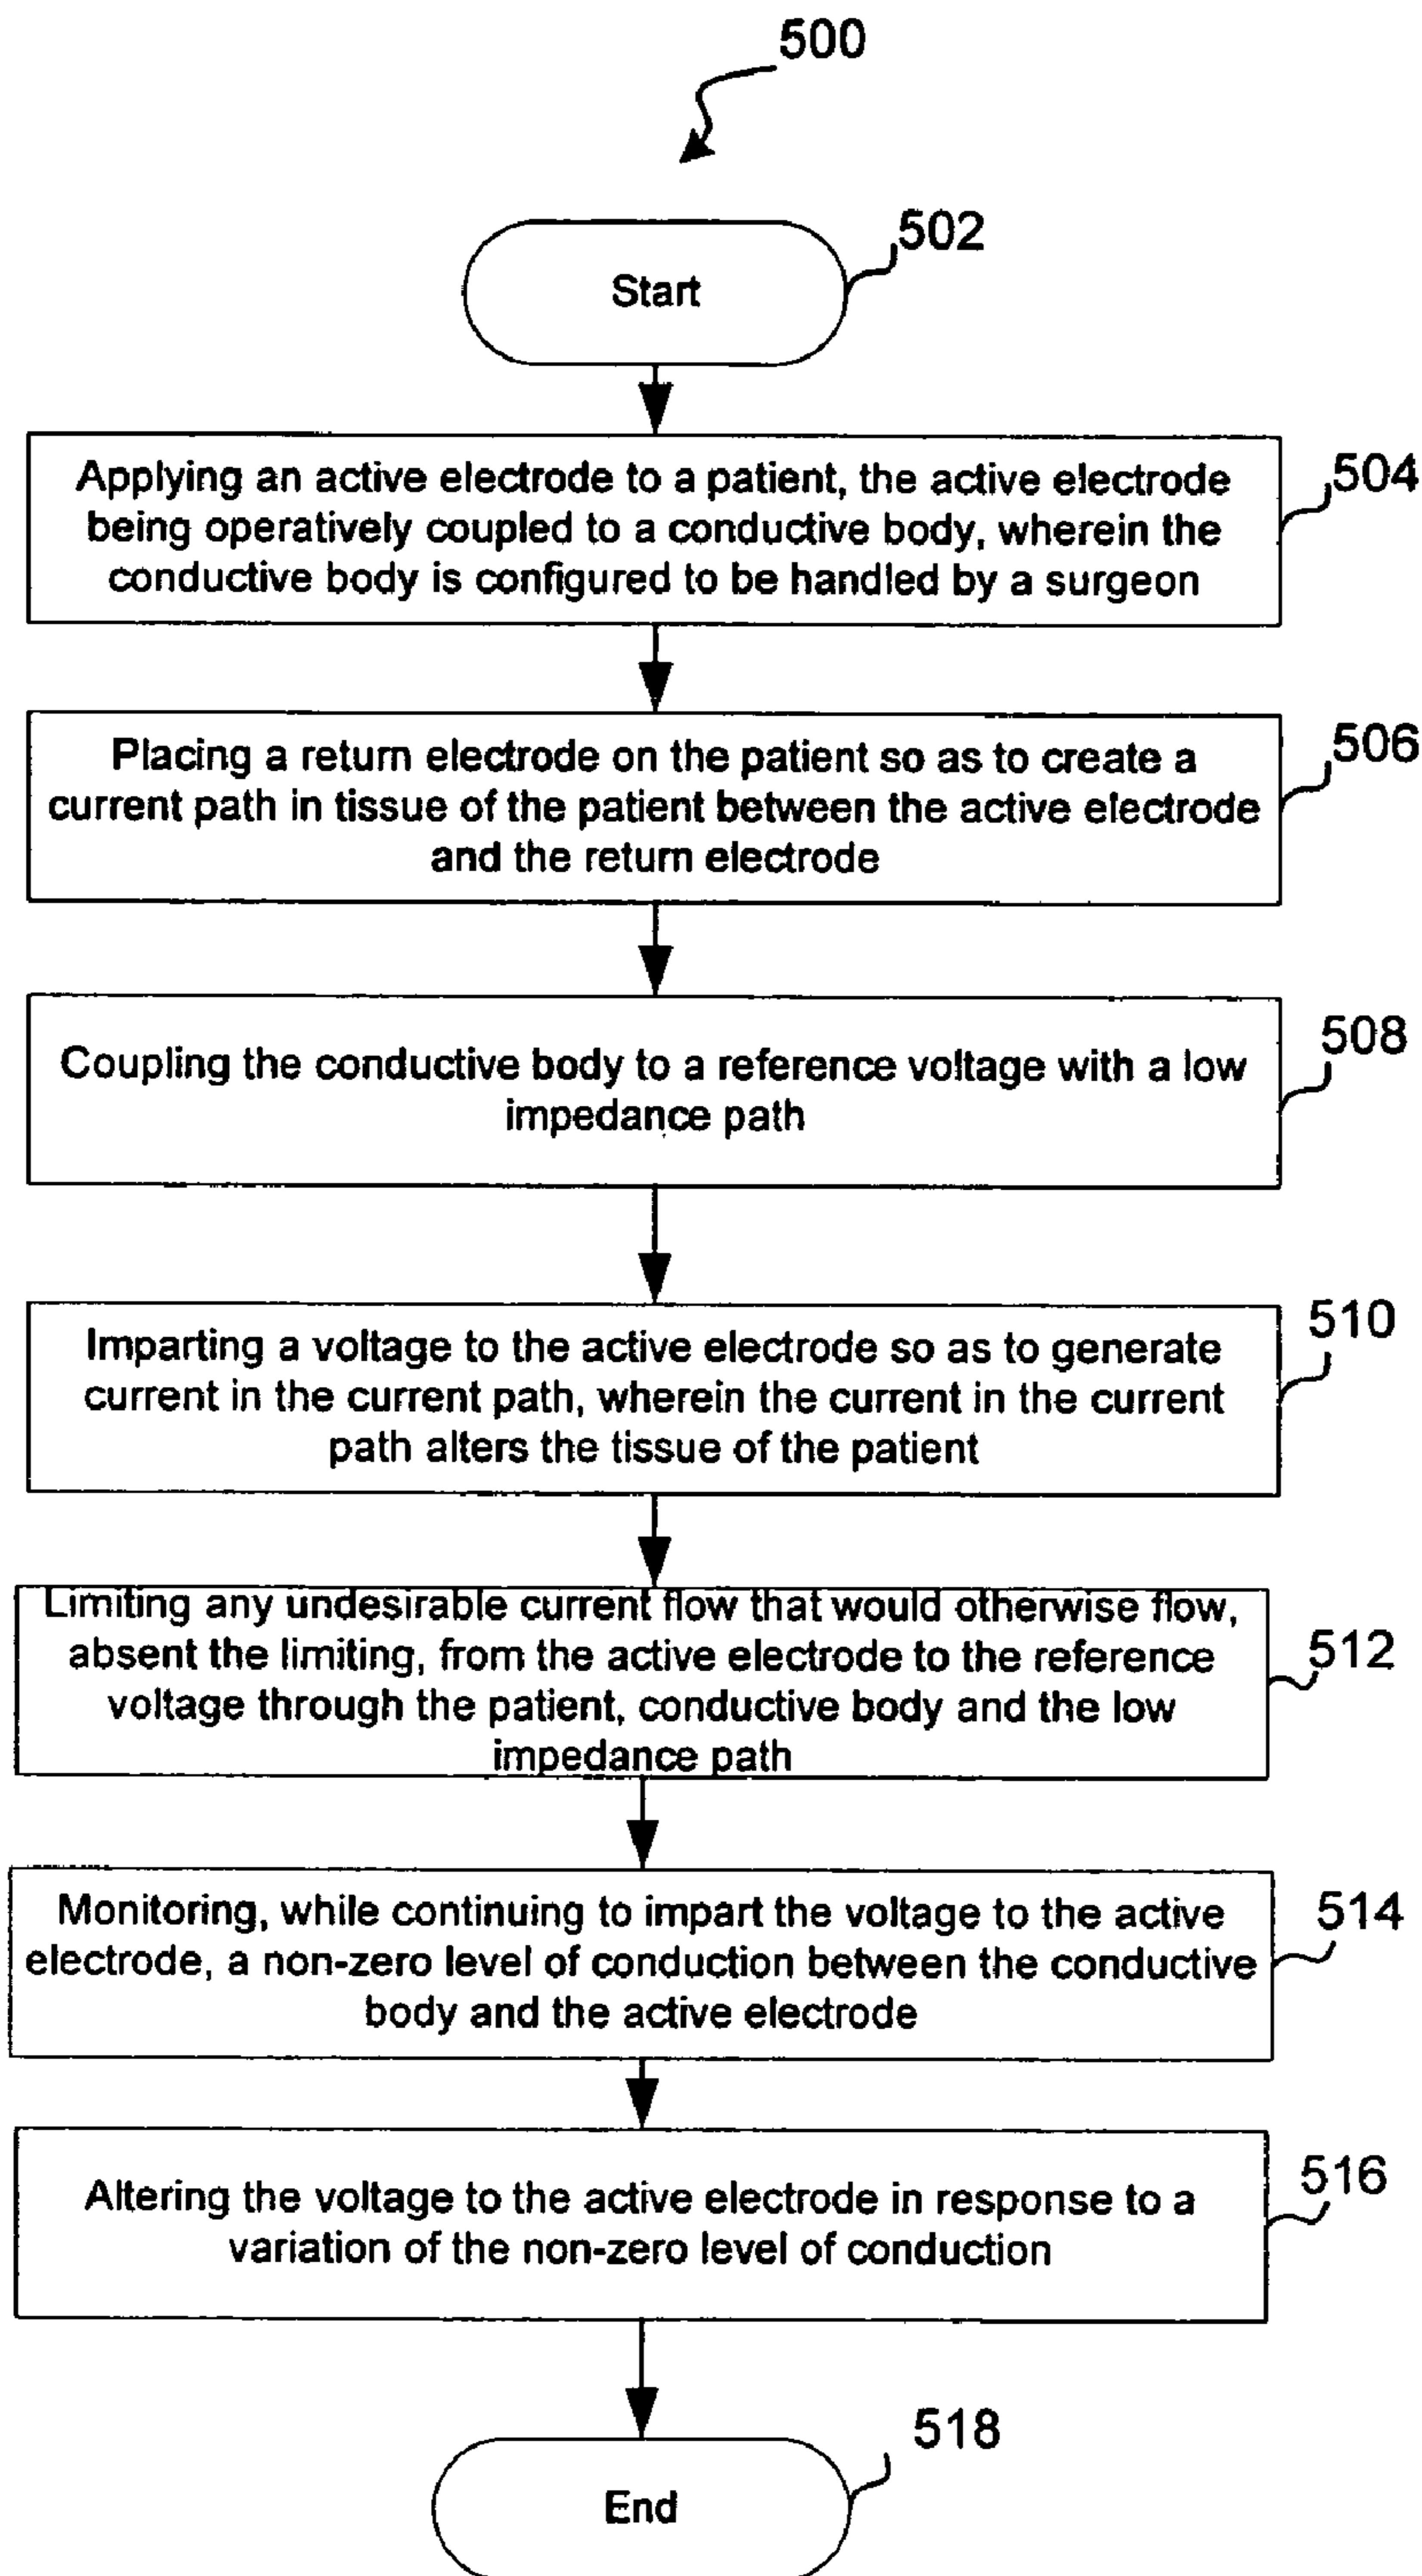 500
502
Start
504
Applying an active electrode to a patient, the active electrode
being operatively coupled to a conductive body, wherein the
conductive body is configured to be handled by a surgeon
506
Placing a return electrode on the patient so as to create a
current path in tissue of the patient between the active electrode
and the return electrode
508
Coupling the conductive body to a reference voltage with a low
impedance path
510
Imparting a voltage to the active electrode so as to generate
current in the current path, wherein the current in the current
path alters the tissue of the patient
Limiting any undesirable current flow that would otherwise flow,
absent the limiting, from the active electrode to the reference
voltage through the patient, conductive body and the low
impedance path
512
Monitoring, while continuing to impart the voltage to the active
electrode, a non-zero level of conduction between the conductive
body and the active electrode
514
Altering the voltage to the active electrode in response to a
variation of the non-zero level of conduction
516
518
End